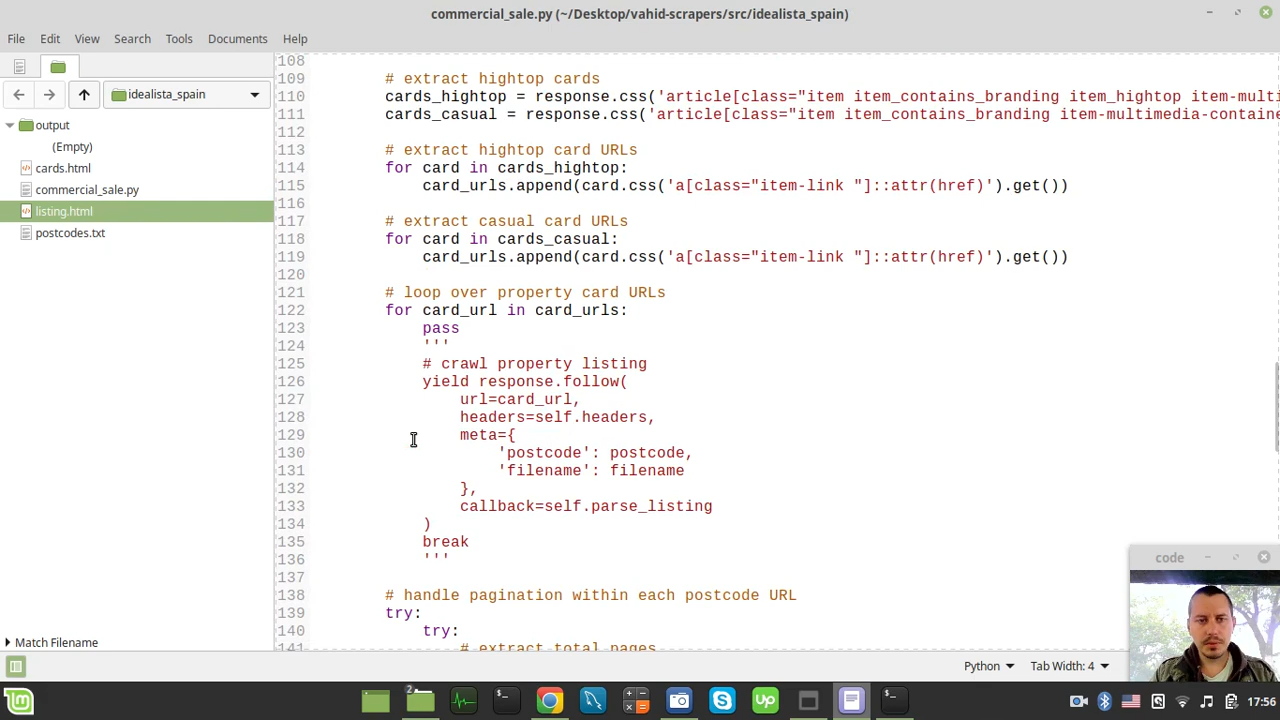 commercial_sale.py (~/Desktop/vahid-scrapers/src/idealista_spain)
File Edit View Search Tools Documents Help
idealista_spain
output
(Empty)
cards.html
commercial_sale.py
listing.html
postcodes.txt
Match Filename
108
109 # extract hightop cards
110 cards_hightop = response.css('article[class="item item_contains_branding item_hightop item-multi
111 cards_casual = response.css('article[class="item item_contains_branding item-multimedia-containe
112
113 # extract hightop card URLs
114 for card in cards_hightop:
115 card_urls.append(card.css('a[class="item-link "]::attr(href)').get())
116
117 # extract casual card URLs
118 for card in cards_casual:
119 card_urls.append(card.css('a[class="item-link "]::attr(href)').get())
120
121 # loop over property card URLs
122 for card_url in card_urls:
123 pass
124 '''
125 # crawl property listing
126 yield response.follow(
127 url=card_url,
128 headers=self.headers,
129 meta={
130 'postcode': postcode,
131 'filename': filename
132 },
133 callback=self.parse_listing
134 )
135 break
136 '''
137
138 # handle pagination within each postcode URL
139 try:
140 try:
141 # extract total pages
code
Python Tab Width: 4
2
Up
17:56